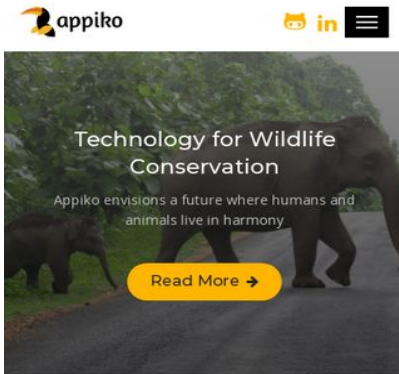 appiko
in
Technology for Wildlife
Conservation
Appiko envisions a future where humans and
animals live in harmony
Read More →